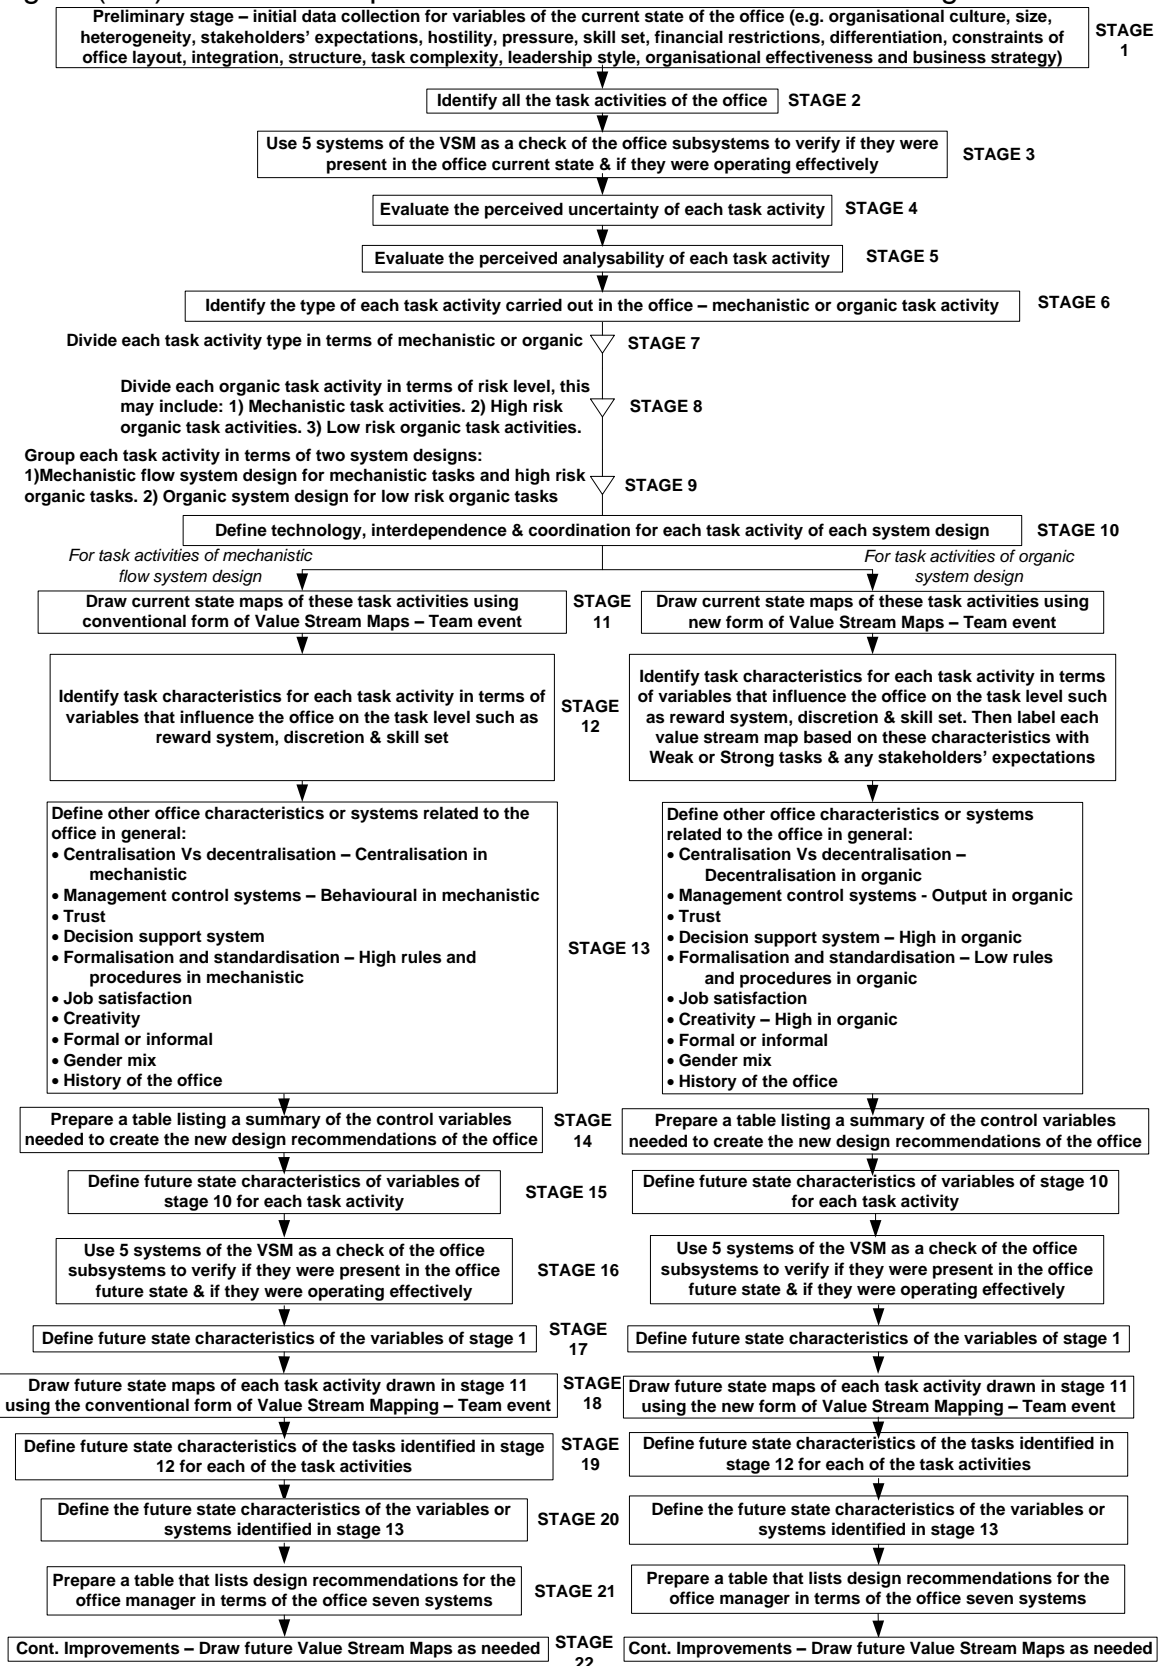 Preliminary stage – initial data collection for variables of the current state of the office (e.g. organisational culture, size,
heterogeneity, stakeholders' expectations, hostility, pressure, skill set, financial restrictions, differentiation, constraints of
office layout, integration, structure, task complexity, leadership style, organisational effectiveness and business strategy)
STAGE
1
Identify all the task activities of the office
STAGE 2
Use 5 systems of the VSM as a check of the office subsystems to verify if they were
present in the office current state & if they were operating effectively
STAGE 3
Evaluate the perceived uncertainty of each task activity
STAGE 4
Evaluate the perceived analysability of each task activity
STAGE 5
Identify the type of each task activity carried out in the office – mechanistic or organic task activity
STAGE 6
Divide each task activity type in terms of mechanistic or organic
STAGE 7
Divide each organic task activity in terms of risk level, this
may include: 1) Mechanistic task activities. 2) High risk
organic task activities. 3) Low risk organic task activities.
STAGE 8
Group each task activity in terms of two system designs:
1)Mechanistic flow system design for mechanistic tasks and high risk
organic tasks. 2) Organic system design for low risk organic tasks
STAGE 9
Define technology, interdependence & coordination for each task activity of each system design
STAGE 10
For task activities of mechanistic
flow system design
For task activities of organic
system design
Draw current state maps of these task activities using
conventional form of Value Stream Maps – Team event
STAGE
11
Draw current state maps of these task activities using
new form of Value Stream Maps – Team event
Identify task characteristics for each task activity in terms of
variables that influence the office on the task level such as
reward system, discretion & skill set
STAGE
12
Identify task characteristics for each task activity in terms
of variables that influence the office on the task level such
as reward system, discretion & skill set. Then label each
value stream map based on these characteristics with
Weak or Strong tasks & any stakeholders' expectations
Define other office characteristics or systems related to the
office in general:
• Centralisation Vs decentralisation – Centralisation in
mechanistic
• Management control systems – Behavioural in mechanistic
• Trust
• Decision support system
• Formalisation and standardisation – High rules and
procedures in mechanistic
• Job satisfaction
• Creativity
• Formal or informal
• Gender mix
• History of the office
STAGE 13
Define other office characteristics or systems
related to the office in general:
• Centralisation Vs decentralisation –
Decentralisation in organic
• Management control systems - Output in organic
• Trust
• Decision support system – High in organic
• Formalisation and standardisation – Low rules
and procedures in organic
• Job satisfaction
• Creativity – High in organic
• Formal or informal
• Gender mix
• History of the office
Prepare a table listing a summary of the control variables
needed to create the new design recommendations of the office
STAGE
14
Prepare a table listing a summary of the control variables
needed to create the new design recommendations of the office
Define future state characteristics of variables of
stage 10 for each task activity
STAGE 15
Define future state characteristics of variables of stage 10
for each task activity
Use 5 systems of the VSM as a check of the office
subsystems to verify if they were present in the office
future state & if they were operating effectively
STAGE 16
Use 5 systems of the VSM as a check of the office
subsystems to verify if they were present in the office
future state & if they were operating effectively
Define future state characteristics of the variables of stage 1
STAGE
17
Define future state characteristics of the variables of stage 1
Draw future state maps of each task activity drawn in stage 11
using the conventional form of Value Stream Mapping – Team event
STAGE
18
Draw future state maps of each task activity drawn in stage 11
using the new form of Value Stream Mapping – Team event
Define future state characteristics of the tasks identified in stage
12 for each of the task activities
STAGE
19
Define future state characteristics of the tasks identified in
stage 12 for each of the task activities
Define the future state characteristics of the variables or
systems identified in stage 13
STAGE 20
Define the future state characteristics of the variables or
systems identified in stage 13
Prepare a table that lists design recommendations for the
office manager in terms of the office seven systems
STAGE 21
Prepare a table that lists design recommendations for the
office manager in terms of the office seven systems
Cont. Improvements – Draw future Value Stream Maps as needed
STAGE
22
Cont. Improvements – Draw future Value Stream Maps as needed